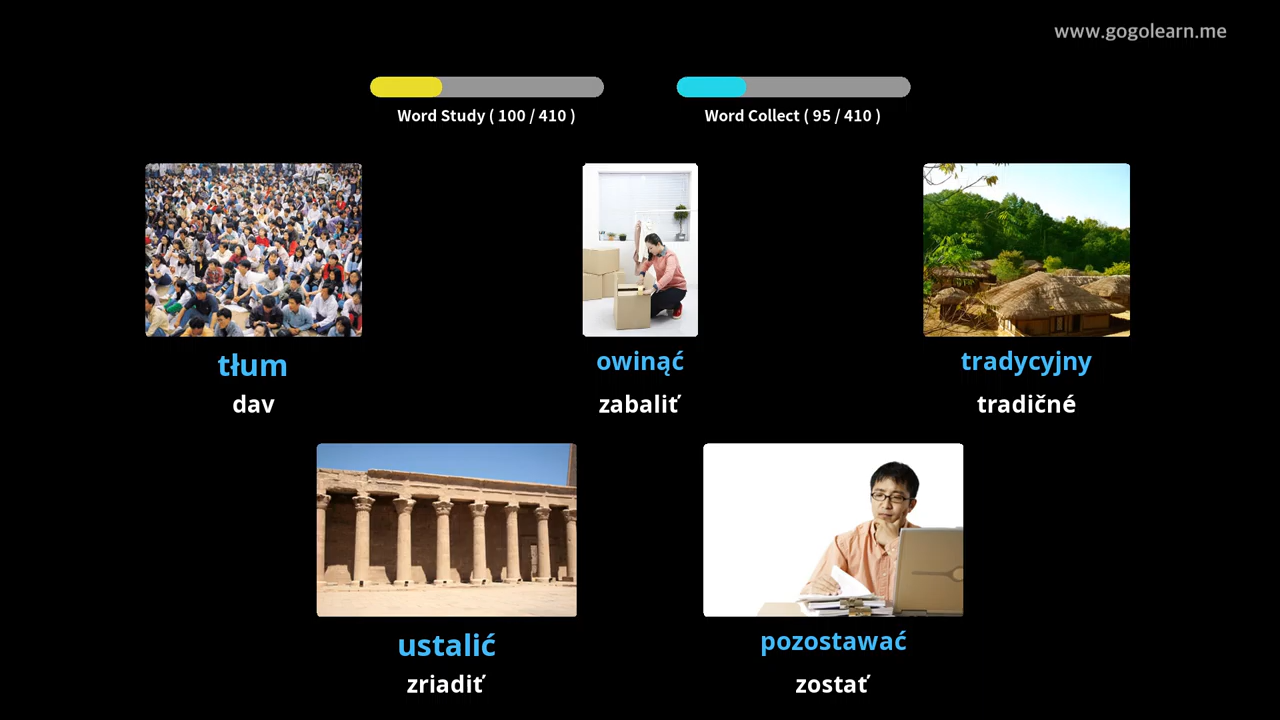 www.gogolearn.me
Word Study ( 100 / 410 )
Word Collect ( 95 / 410 )
tłum
dav
owinąć
zabaliť
tradycyjny
tradičné
ustalić
zriadiť
pozostawać
zostať